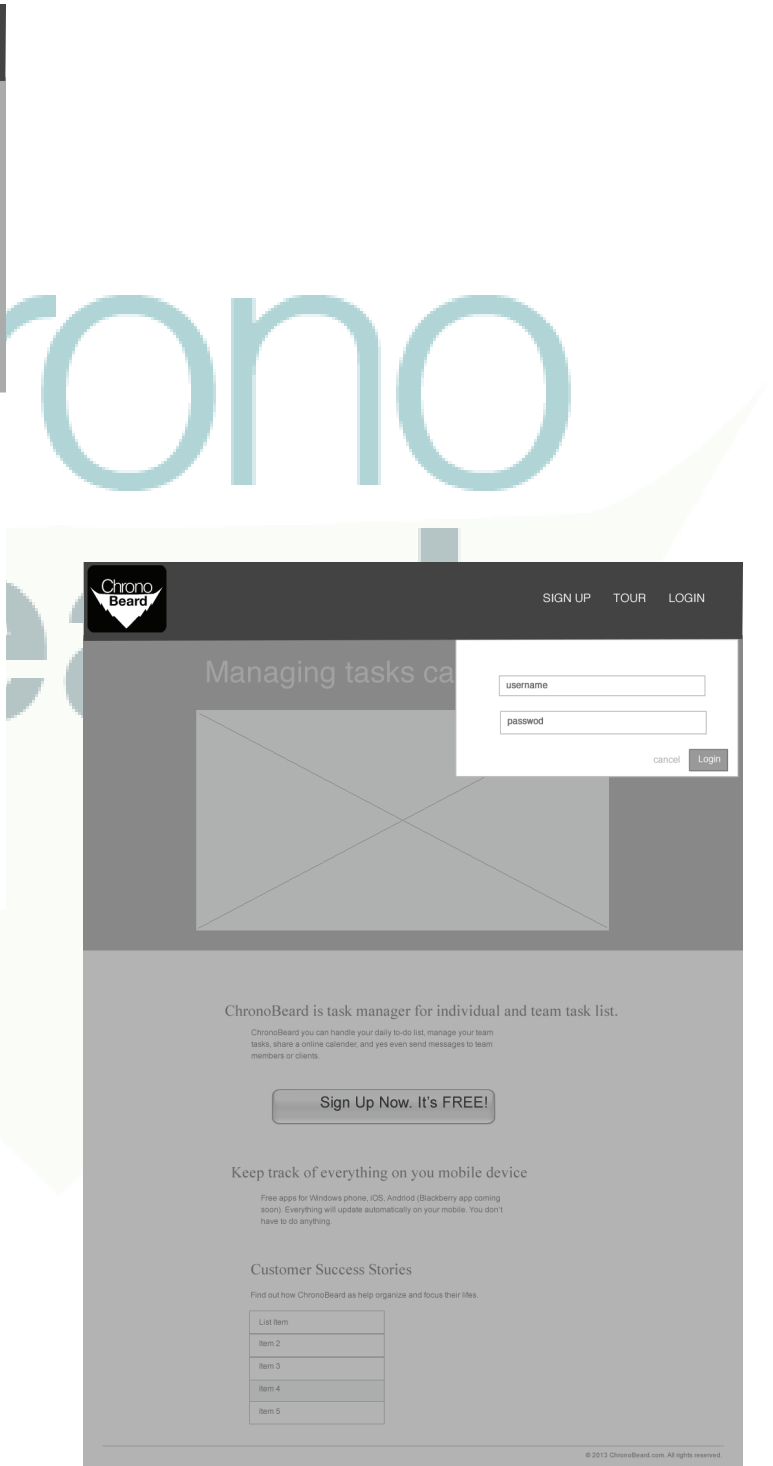 rono
Chrono
Beard
SIGN UP TOUR LOGIN
Managing tasks ca
username
passwod
cancel Login
ChronoBeard is task manager for individual and team task list.
ChronoBeard you can handle your daily to-do list, manage your team
tasks, share a online calender, and yes even send messages to team
members or clients.
Sign Up Now. It's FREE!
Keep track of everything on you mobile device
Free apps for Windows phone, iOS, Andriod (Blackberry app coming
soon). Everything will update automatically on your mobile. You don't
have to do anything.
Customer Success Stories
Find out how ChronoBeard as help organize and focus their lifes.
List Item
Item 2
Item 3
Item 4
Item 5
© 2013 ChronoBeard.com. All rights reserved.